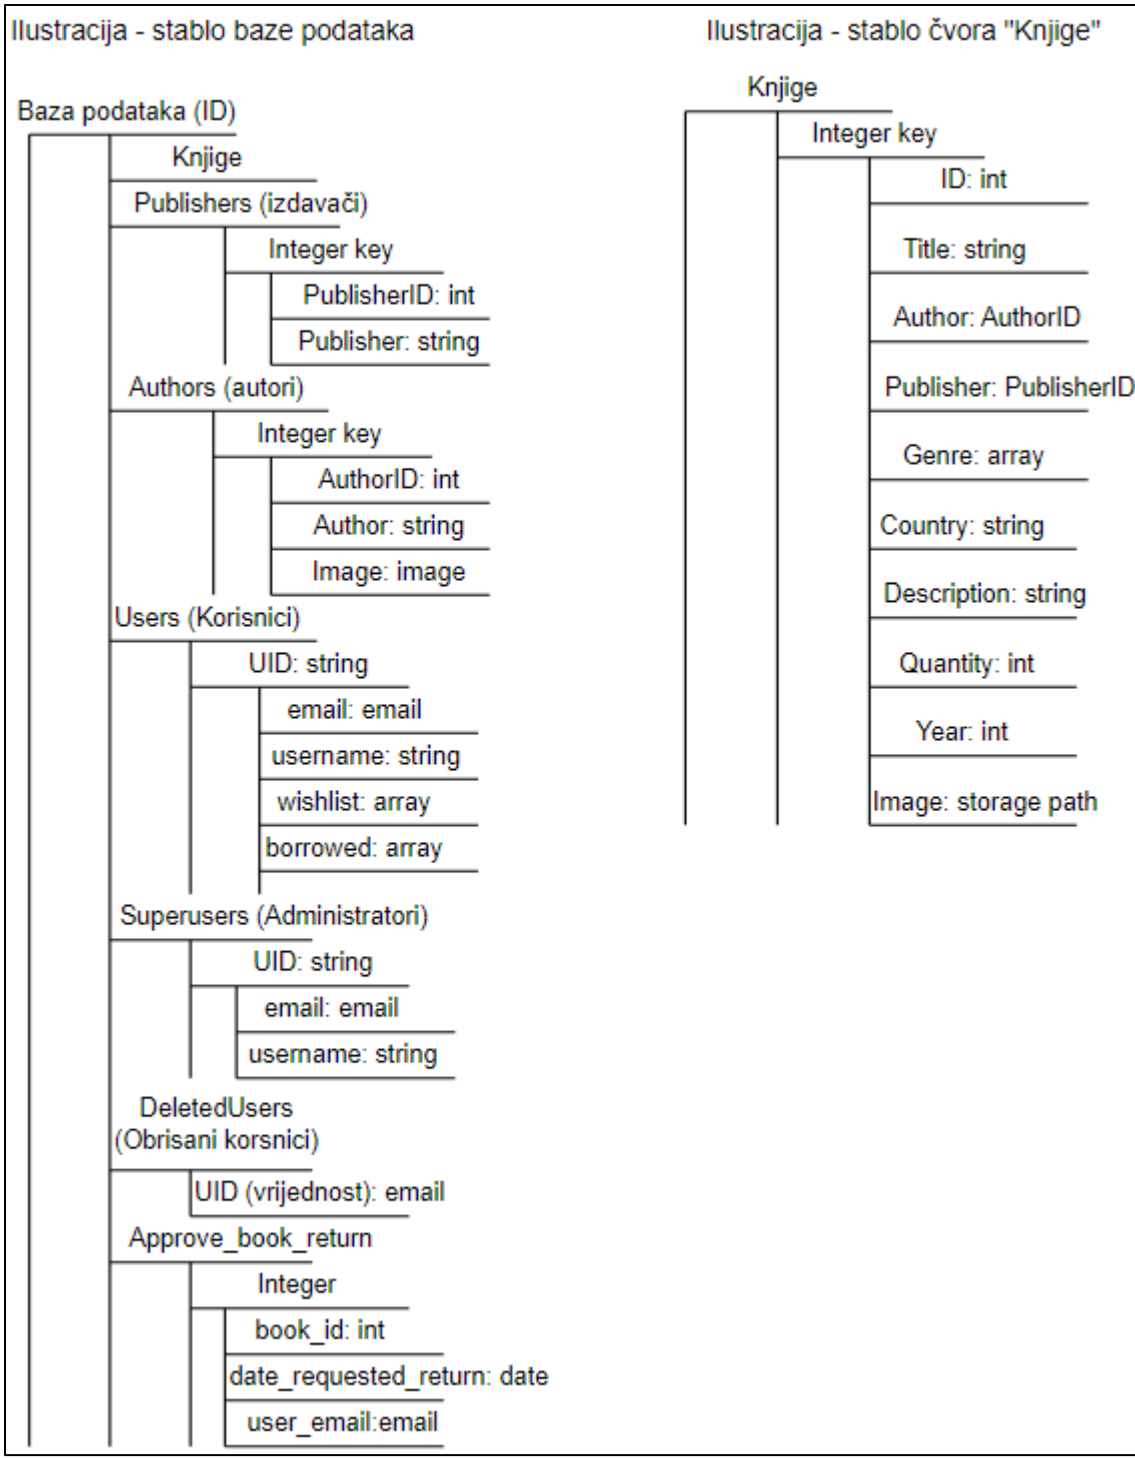 Ilustracija - stablo baze podataka
Baza podataka (ID)
Knjige
Publishers (izdavači)
Integer key
PublisherID: int
Publisher: string
Authors (autori)
Integer key
AuthorID: int
Author: string
Image: image
Users (Korisnici)
UID: string
email: email
username: string
wishlist: array
borrowed: array
Superusers (Administratori)
UID: string
email: email
username: string
DeletedUsers
(Obrisani korsnici)
UID (vrijednost): email
Approve_book_return
Integer
book_id: int
date_requested_return: date
user_email:email
Ilustracija - stablo čvora "Knjige"
Knjige
Integer key
ID: int
Title: string
Author: AuthorID
Publisher: PublisherID
Genre: array
Country: string
Description: string
Quantity: int
Year: int
Image: storage path